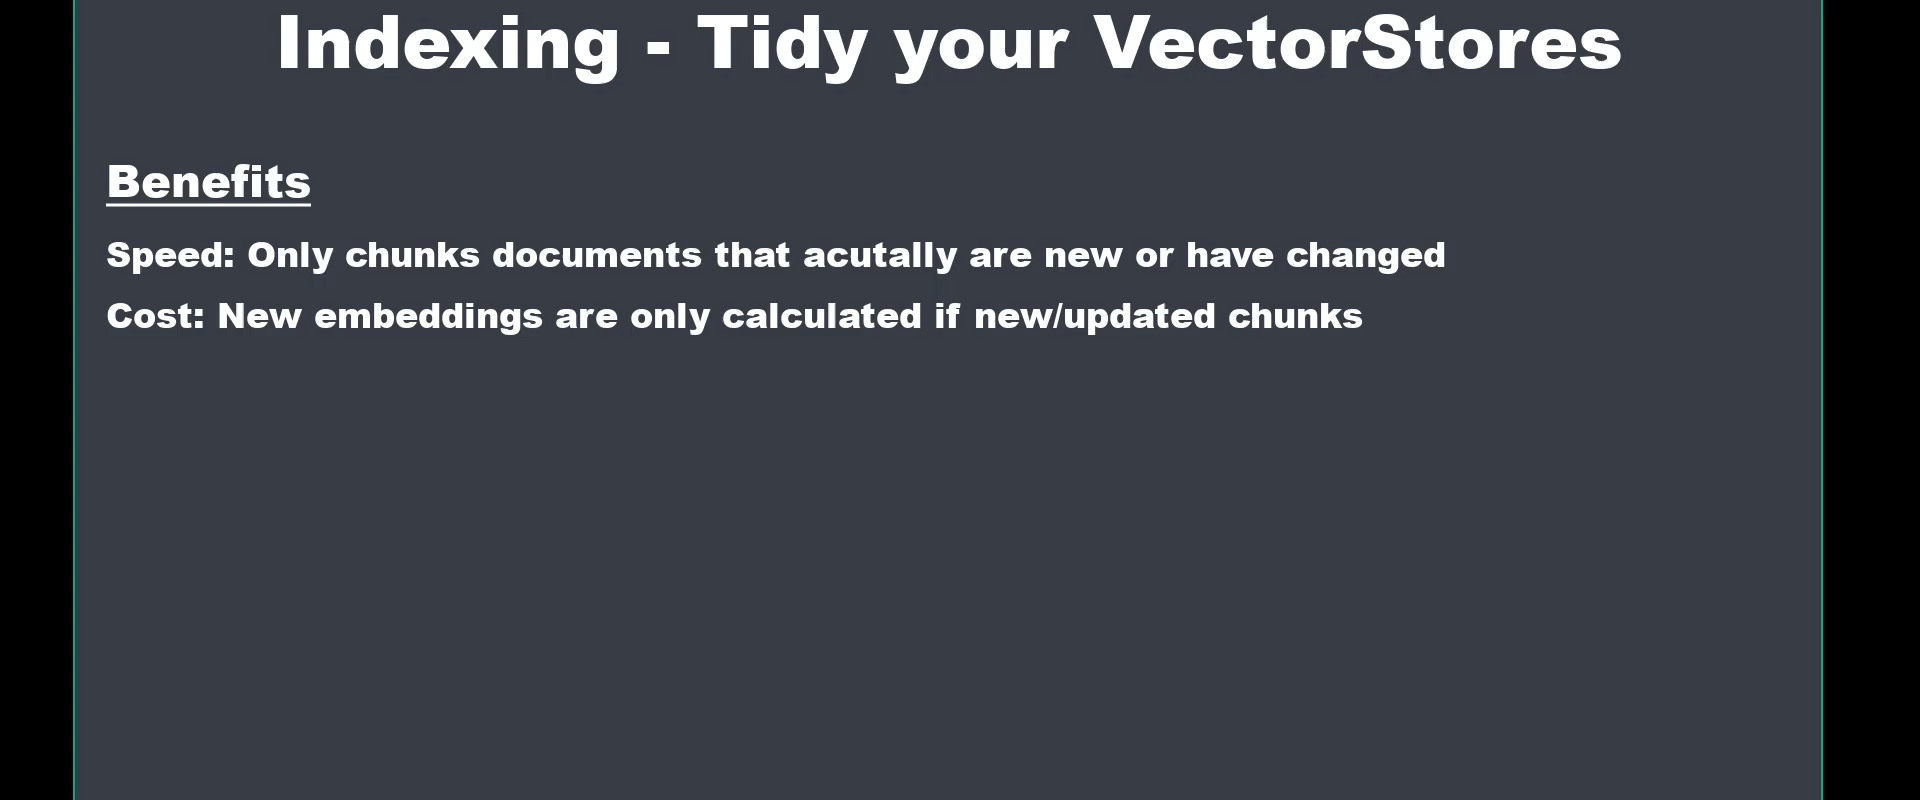 Indexing - Tidy your VectorStores
Benefits
Speed: Only chunks documents that acutally are new or have changed
Cost: New embeddings are only calculated if new/updated chunks